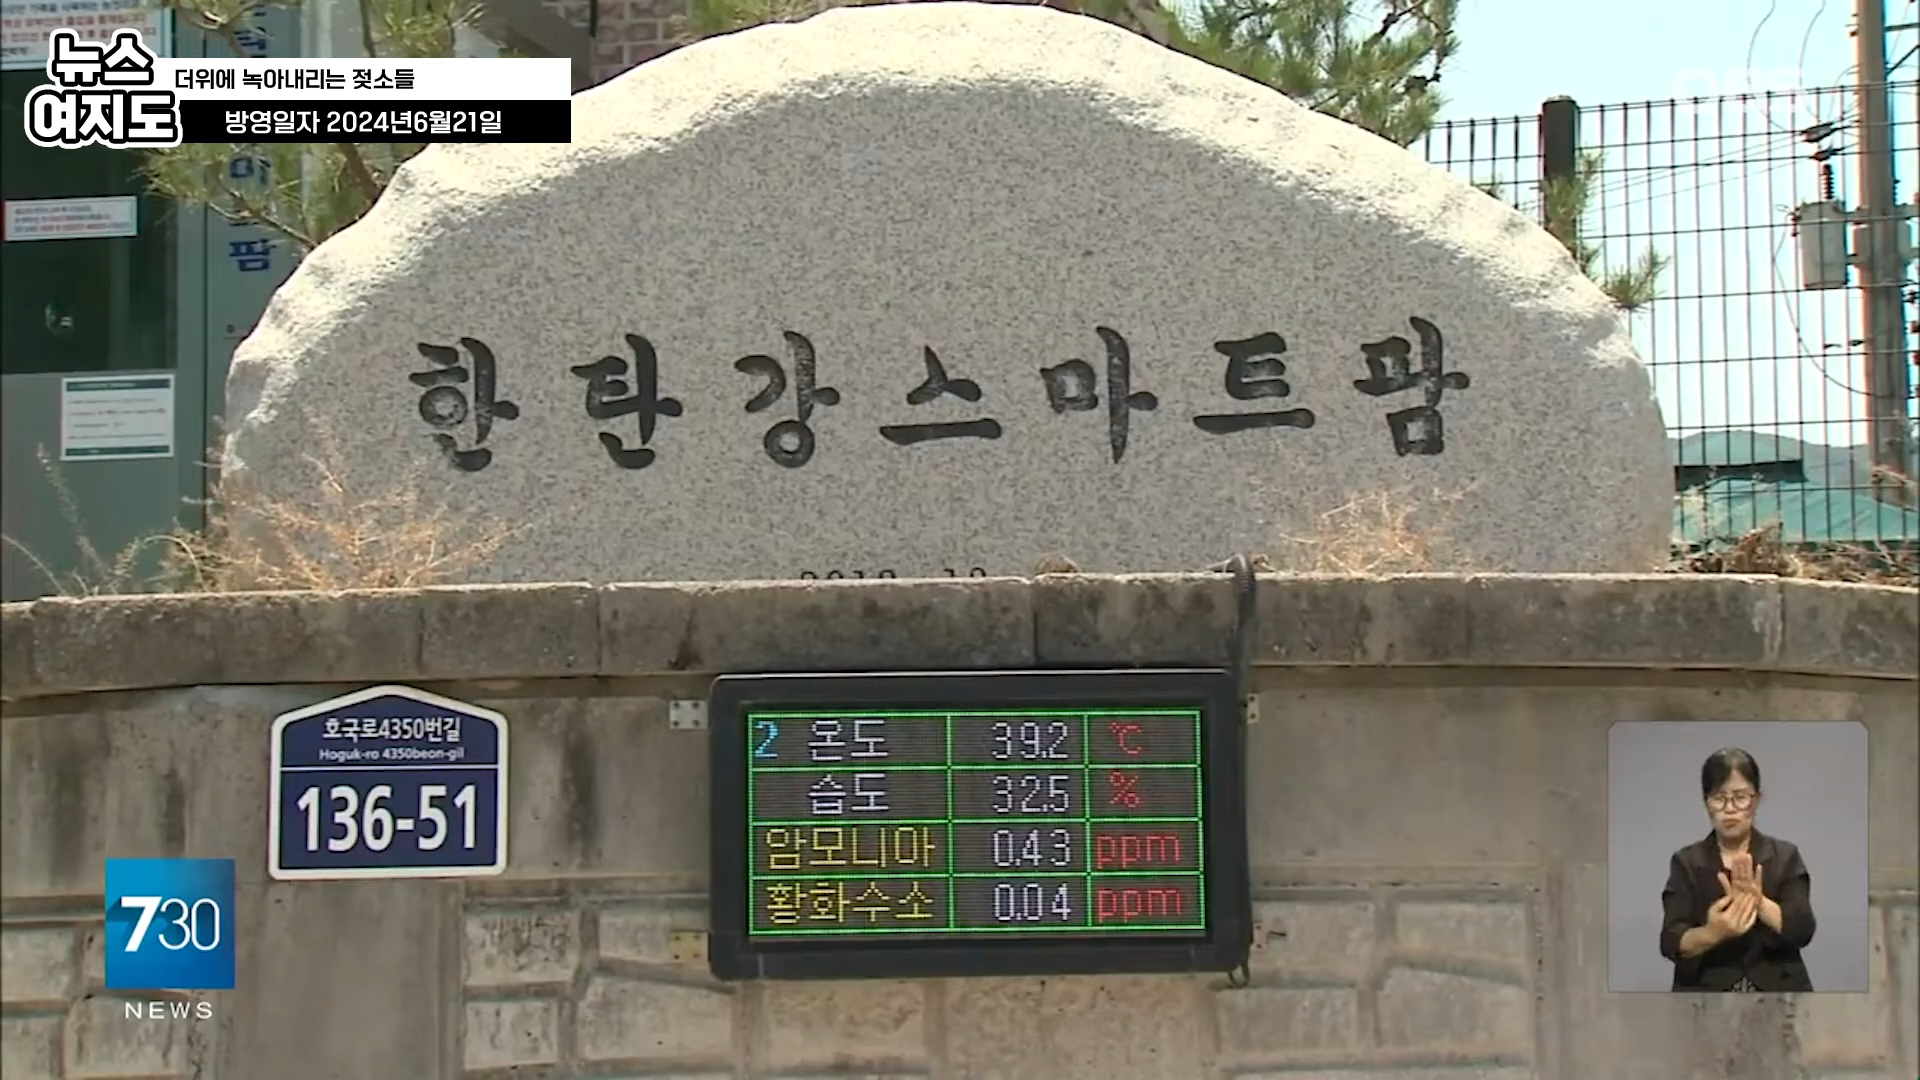 뉴스
여지도
더위에 녹아내리는 젖소들
방영일자 2024년6월21일
OBS
팜
한탄강스마트팜
호국로4350번길
Hoguk-ro 4350beon-gil
136-51
2 온도 39.2 ℃
습도 32.5 %
암모니아 0.43 ppm
황화수소 0.04 ppm
730
NEWS